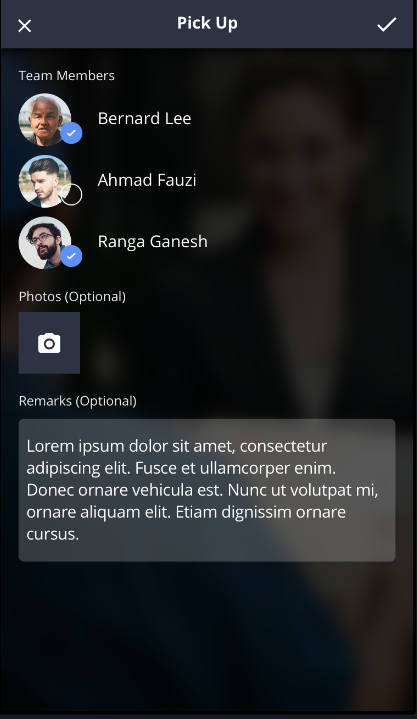 Pick Up
Team Members
Bernard Lee
Ahmad Fauzi
Ranga Ganesh
Photos (Optional)
Remarks (Optional)
Lorem ipsum dolor sit amet, consectetur
adipiscing elit. Fusce et ullamcorper enim.
Donec ornare vehicula est. Nunc ut volutpat mi,
ornare aliquam elit. Etiam dignissim ornare
cursus.